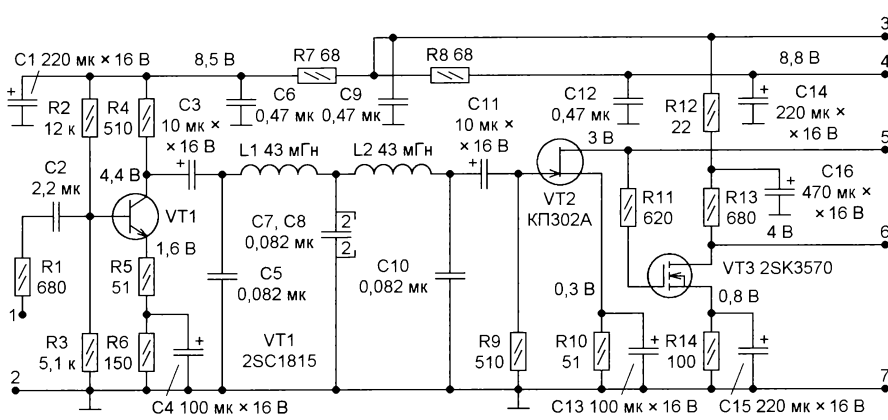 3
C1 220 мк × 16 В
8,5 В
R7 68
R8 68
8,8 В
4
+
R2
12 к
R4
510
C3
10 мк ×
× 16 В
+
C6
0,47 мк
C9
0,47 мк
C11
10 мк ×
× 16 В
+
C12
0,47 мк
R12
22
+
C14
220 мк ×
× 16 В
L1 43 мГн
L2 43 мГн
3 В
5
C2
2,2 мк
4,4 В
VT1
VT2
КП302А
R11
620
R13
680
+
C16
470 мк ×
× 16 В
C7, C8
0,082 мк
2
2
4 В
6
1,6 В
R1
680
R5
51
C5
0,082 мк
C10
0,082 мк
VT3 2SK3570
0,3 В
0,8 В
1
R3
5,1 к
R6
150
+
VT1
2SC1815
R9
510
R10
51
+
R14
100
+
2
7
C4 100 мк × 16 В
C13 100 мк × 16 В
C15 220 мк × 16 В